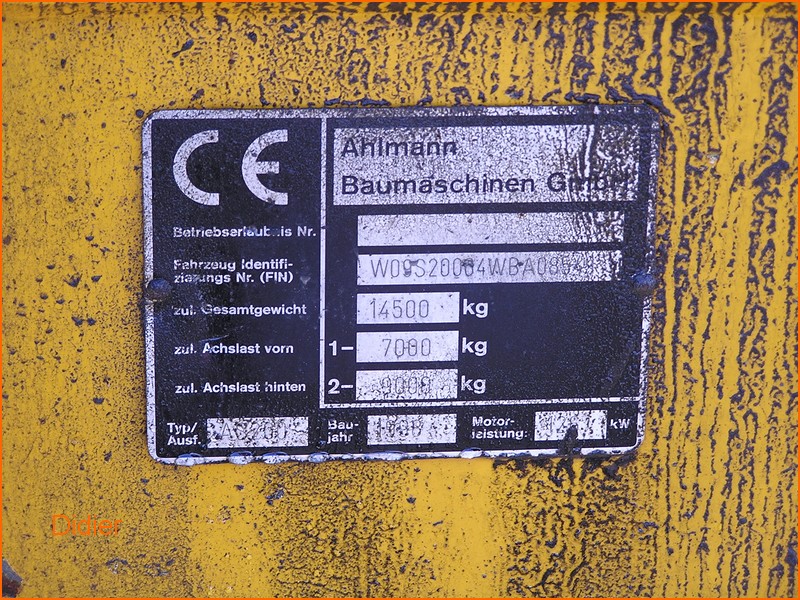 CE
Ahlmann
Baumaschinen GmbH
Betriebserlaubnis Nr.
Fahrzeug Identifi-
zierungs Nr. (FIN)
zul. Gesamtgewicht 14500 kg
zul. Achslast vorn 1- 7000 kg
zul. Achslast hinten 2- 9000 kg
Typ/ Bau- Motor-
Ausf. jahr leistung: kW
Didier